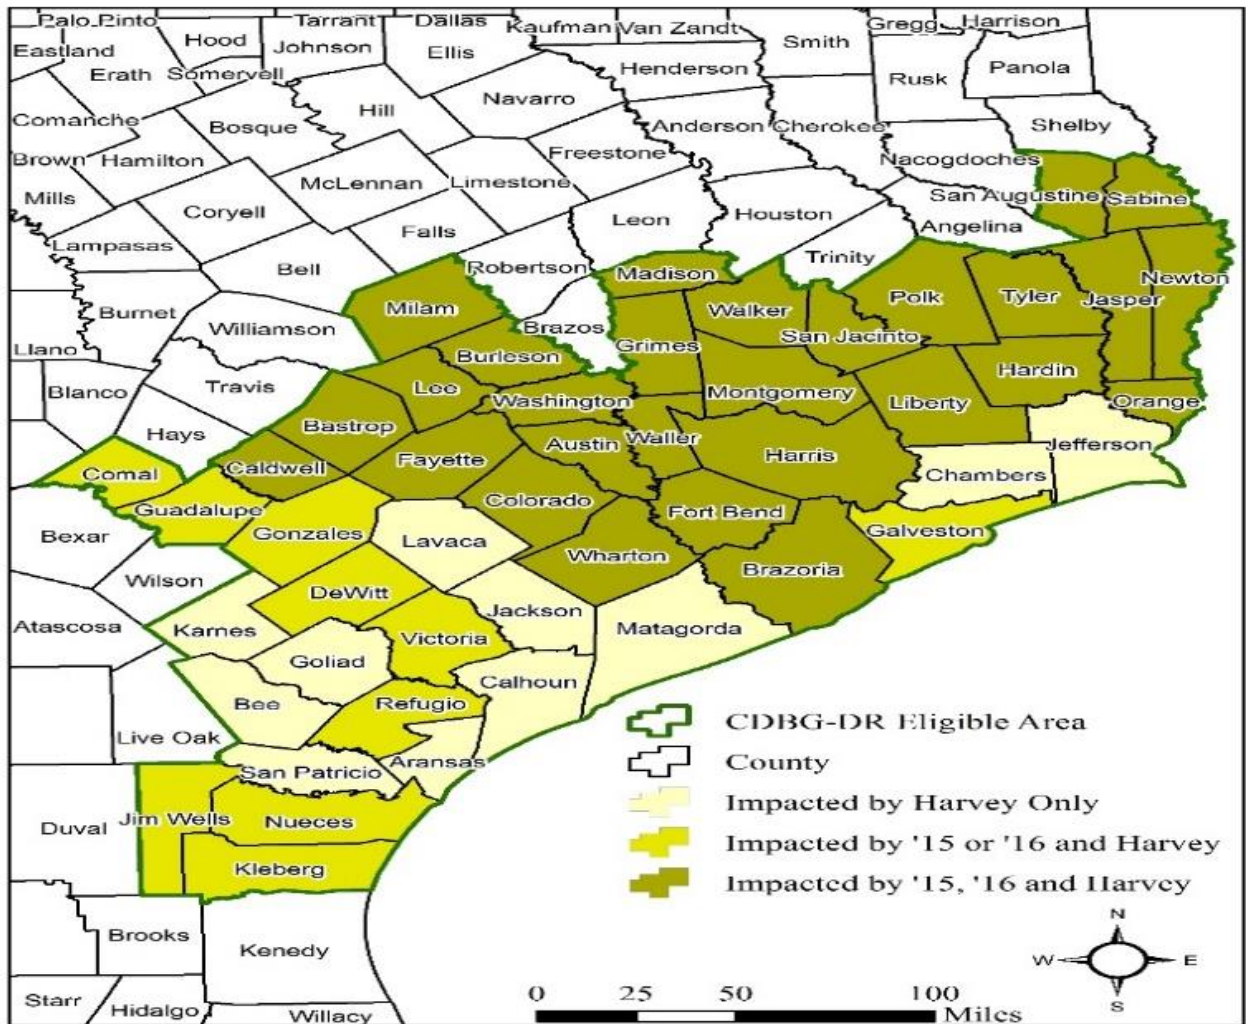 Palo Pinto
Tarrant
Dallas
Kaufman
Van Zandt
Gregg
Harrison
Eastland
Hood
Johnson
Ellis
Smith
Erath
Somervell
Henderson
Rusk
Panola
Comanche
Bosque
Hill
Navarro
Anderson
Cherokee
Shelby
Brown
Hamilton
McLennan
Limestone
Freestone
Nacogdoches
Mills
Coryell
Falls
Leon
Houston
San Augustine
Sabine
Angelina
Lampasas
Bell
Robertson
Madison
Trinity
Newton
Burnet
Williamson
Milam
Brazos
Walker
Polk
Tyler
Jasper
Llano
Burleson
Grimes
San Jacinto
Blanco
Travis
Lee
Washington
Montgomery
Liberty
Hardin
Orange
Hays
Bastrop
Austin
Waller
Harris
Jefferson
Comal
Caldwell
Fayette
Chambers
Guadalupe
Colorado
Fort Bend
Galveston
Bexar
Gonzales
Lavaca
Wharton
Brazoria
Wilson
DeWitt
Jackson
Atascosa
Karnes
Victoria
Matagorda
Goliad
Calhoun
Bee
Refugio
Live Oak
San Patricio
Aransas
Duval
Jim Wells
Nueces
Kleberg
Brooks
Kenedy
Starr
Hidalgo
Willacy
CDBG-DR Eligible Area
County
Impacted by Harvey Only
Impacted by '15 or '16 and Harvey
Impacted by '15, '16 and Harvey
N
W
E
S
0 25 50 100
Miles